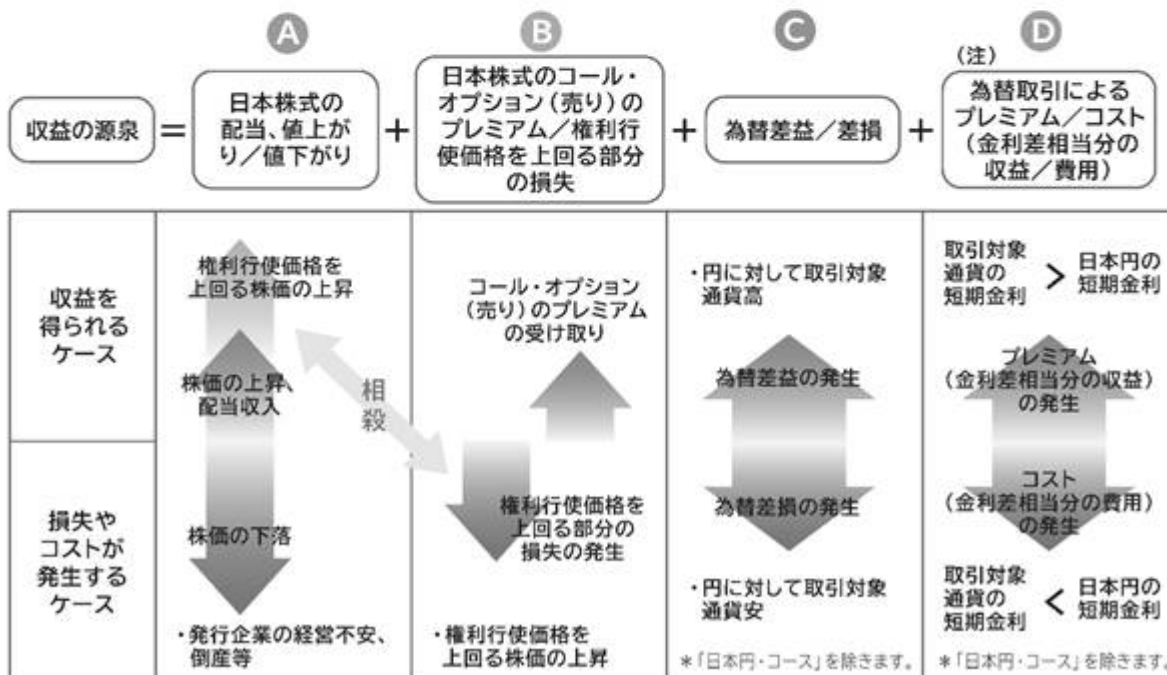 A
B
C
D
(注)
収益の源泉
=
日本株式の
配当、値上が
り/値下がり
+
日本株式のコール・
オプション(売り)の
プレミアム/権利行
使価格を上回る部分
の損失
+
為替差益/差損
+
為替取引による
プレミアム/コスト
(金利差相当分の
収益/費用)
収益を
得られる
ケース
権利行使価格を
上回る株価の上昇
株価の上昇、
配当収入
相殺
コール・オプション
(売り)のプレミアム
の受け取り
・円に対して取引対象
通貨高
為替差益の発生
取引対象
通貨の
短期金利
>
日本円の
短期金利
プレミアム
(金利差相当分の収益)
の発生
損失や
コストが
発生する
ケース
株価の下落
・発行企業の経営不安、
倒産等
権利行使価格を
上回る部分の
損失の発生
・権利行使価格を
上回る株価の上昇
為替差損の発生
・円に対して取引対象
通貨安
*「日本円・コース」を除きます。
コスト
(金利差相当分の費用)
の発生
取引対象
通貨の
短期金利
<
日本円の
短期金利
*「日本円・コース」を除きます。